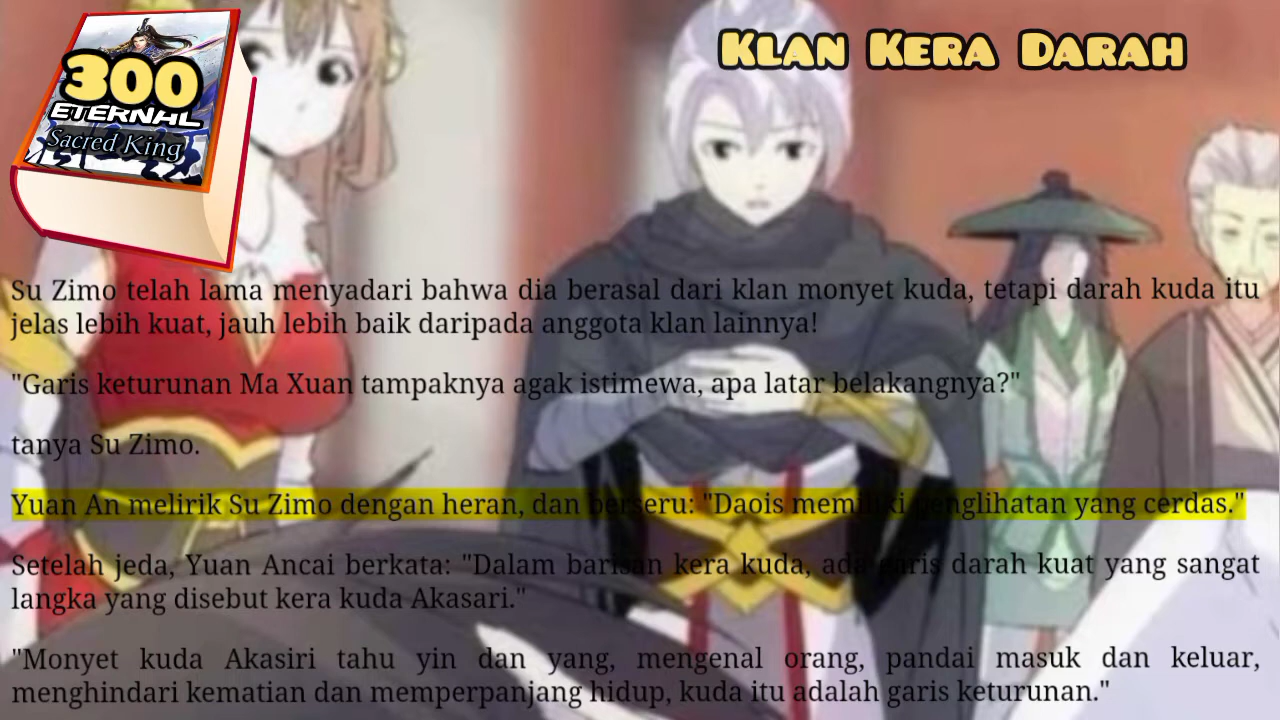 KLAN KERA DARAH
300
ETERNAL
Sacred King
Su Zimo telah lama menyadari bahwa dia berasal dari klan monyet kuda, tetapi darah kuda itu
jelas lebih kuat, jauh lebih baik daripada anggota klan lainnya!
"Garis keturunan Ma Xuan tampaknya agak istimewa, apa latar belakangnya?"
tanya Su Zimo.
Yuan An melirik Su Zimo dengan heran, dan berseru: "Daois memiliki penglihatan yang cerdas."
Setelah jeda, Yuan Ancai berkata: "Dalam barisan kera kuda, ada garis darah kuat yang sangat
langka yang disebut kera kuda Akasari."
"Monyet kuda Akasiri tahu yin dan yang, mengenal orang, pandai masuk dan keluar,
menghindari kematian dan memperpanjang hidup, kuda itu adalah garis keturunan."